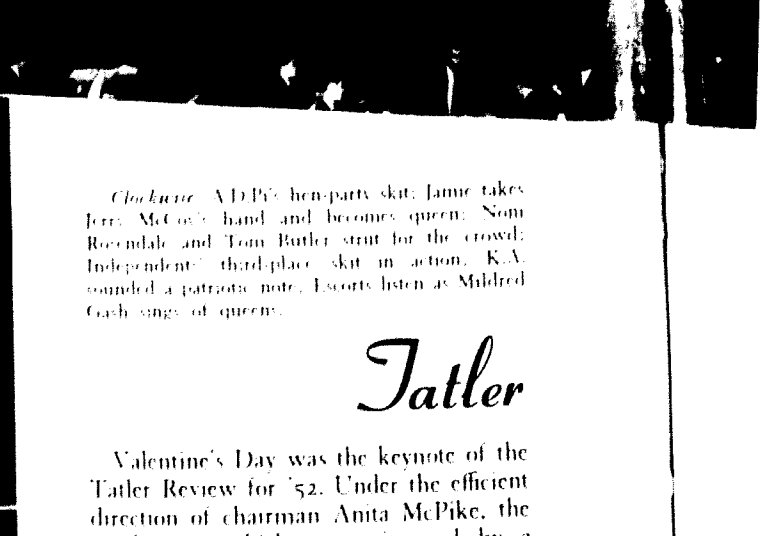 Clockwise A.D.Pi's hen-party skit; Jamie takes
Jerry McCoy's hand and becomes queen; Nom
Rosendale and Tom Butler strut for the crowd;
Independents' third-place skit in action; K.A.
sounded a patriotic note; Escorts listen as Mildred
Gash sings of queens.
Tatler
Valentine's Day was the keynote of the
Tatler Review for '52. Under the efficient
direction of chairman Anita McPike, the